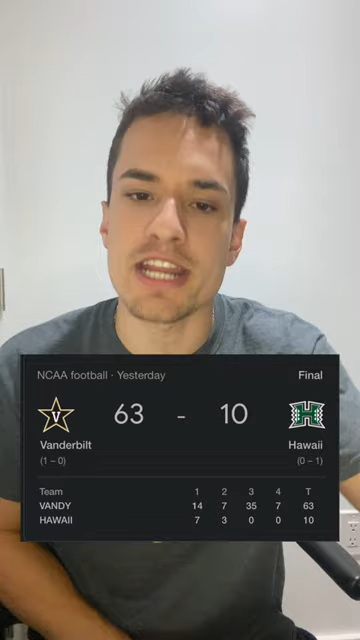 NCAA football · Yesterday Final
V H
63 - 10
Vanderbilt Hawaii
(1 – 0) (0 – 1)
Team 1 2 3 4 T
VANDY 14 7 35 7 63
HAWAII 7 3 0 0 10